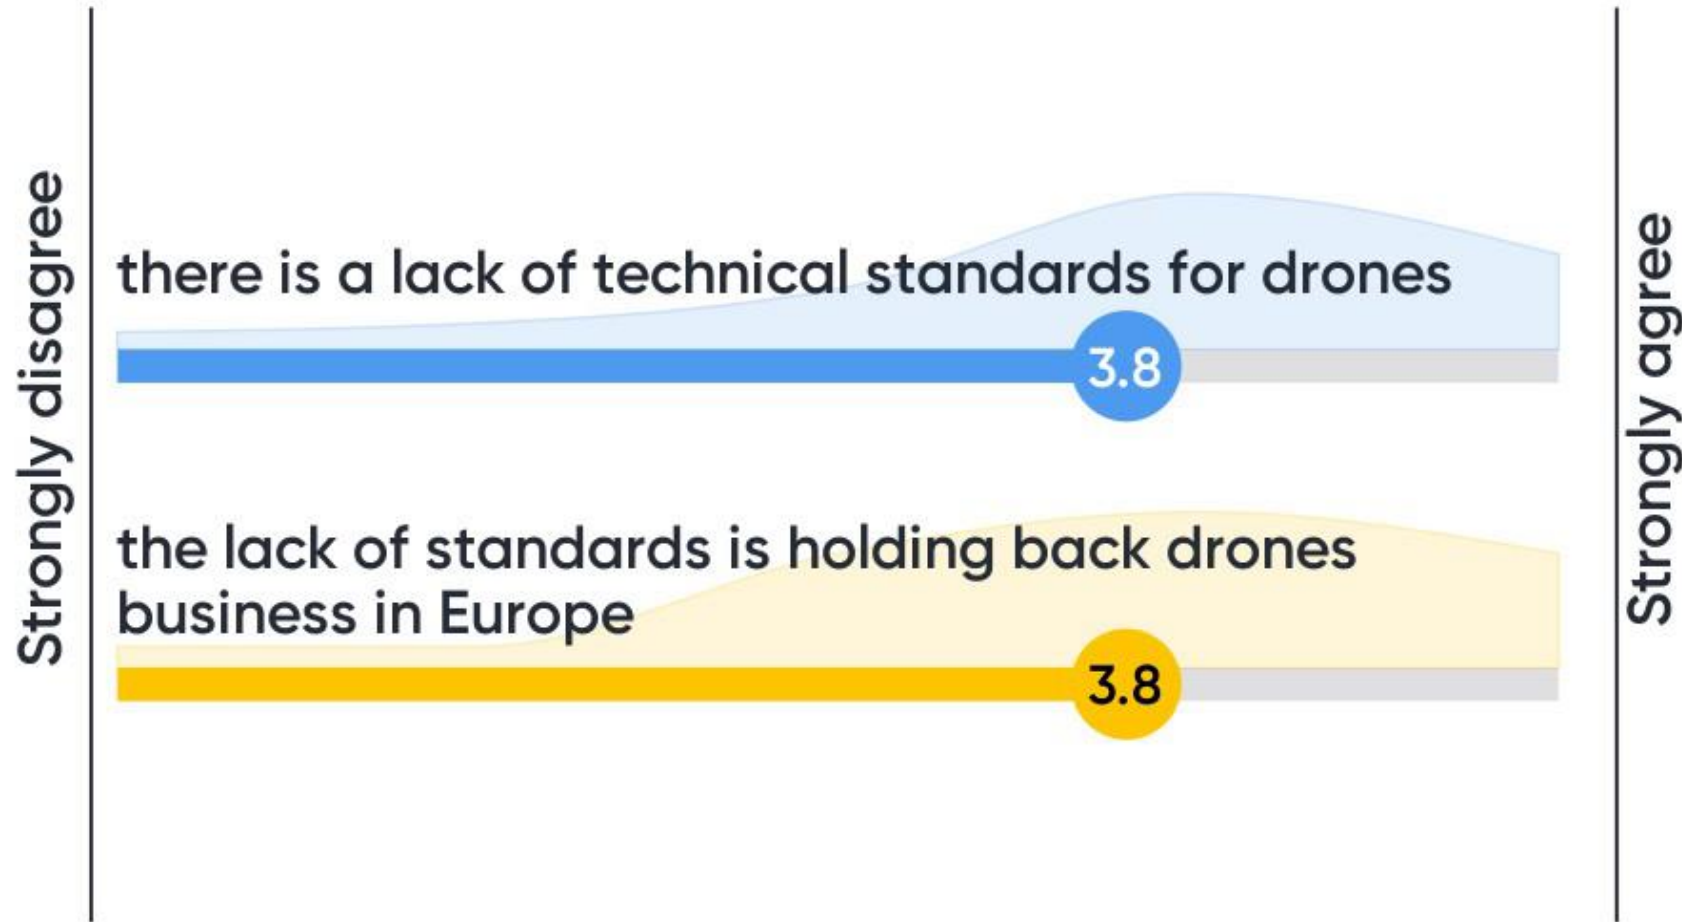 Strongly disagree
there is a lack of technical standards for drones
3.8
the lack of standards is holding back drones
business in Europe
3.8
Strongly agree